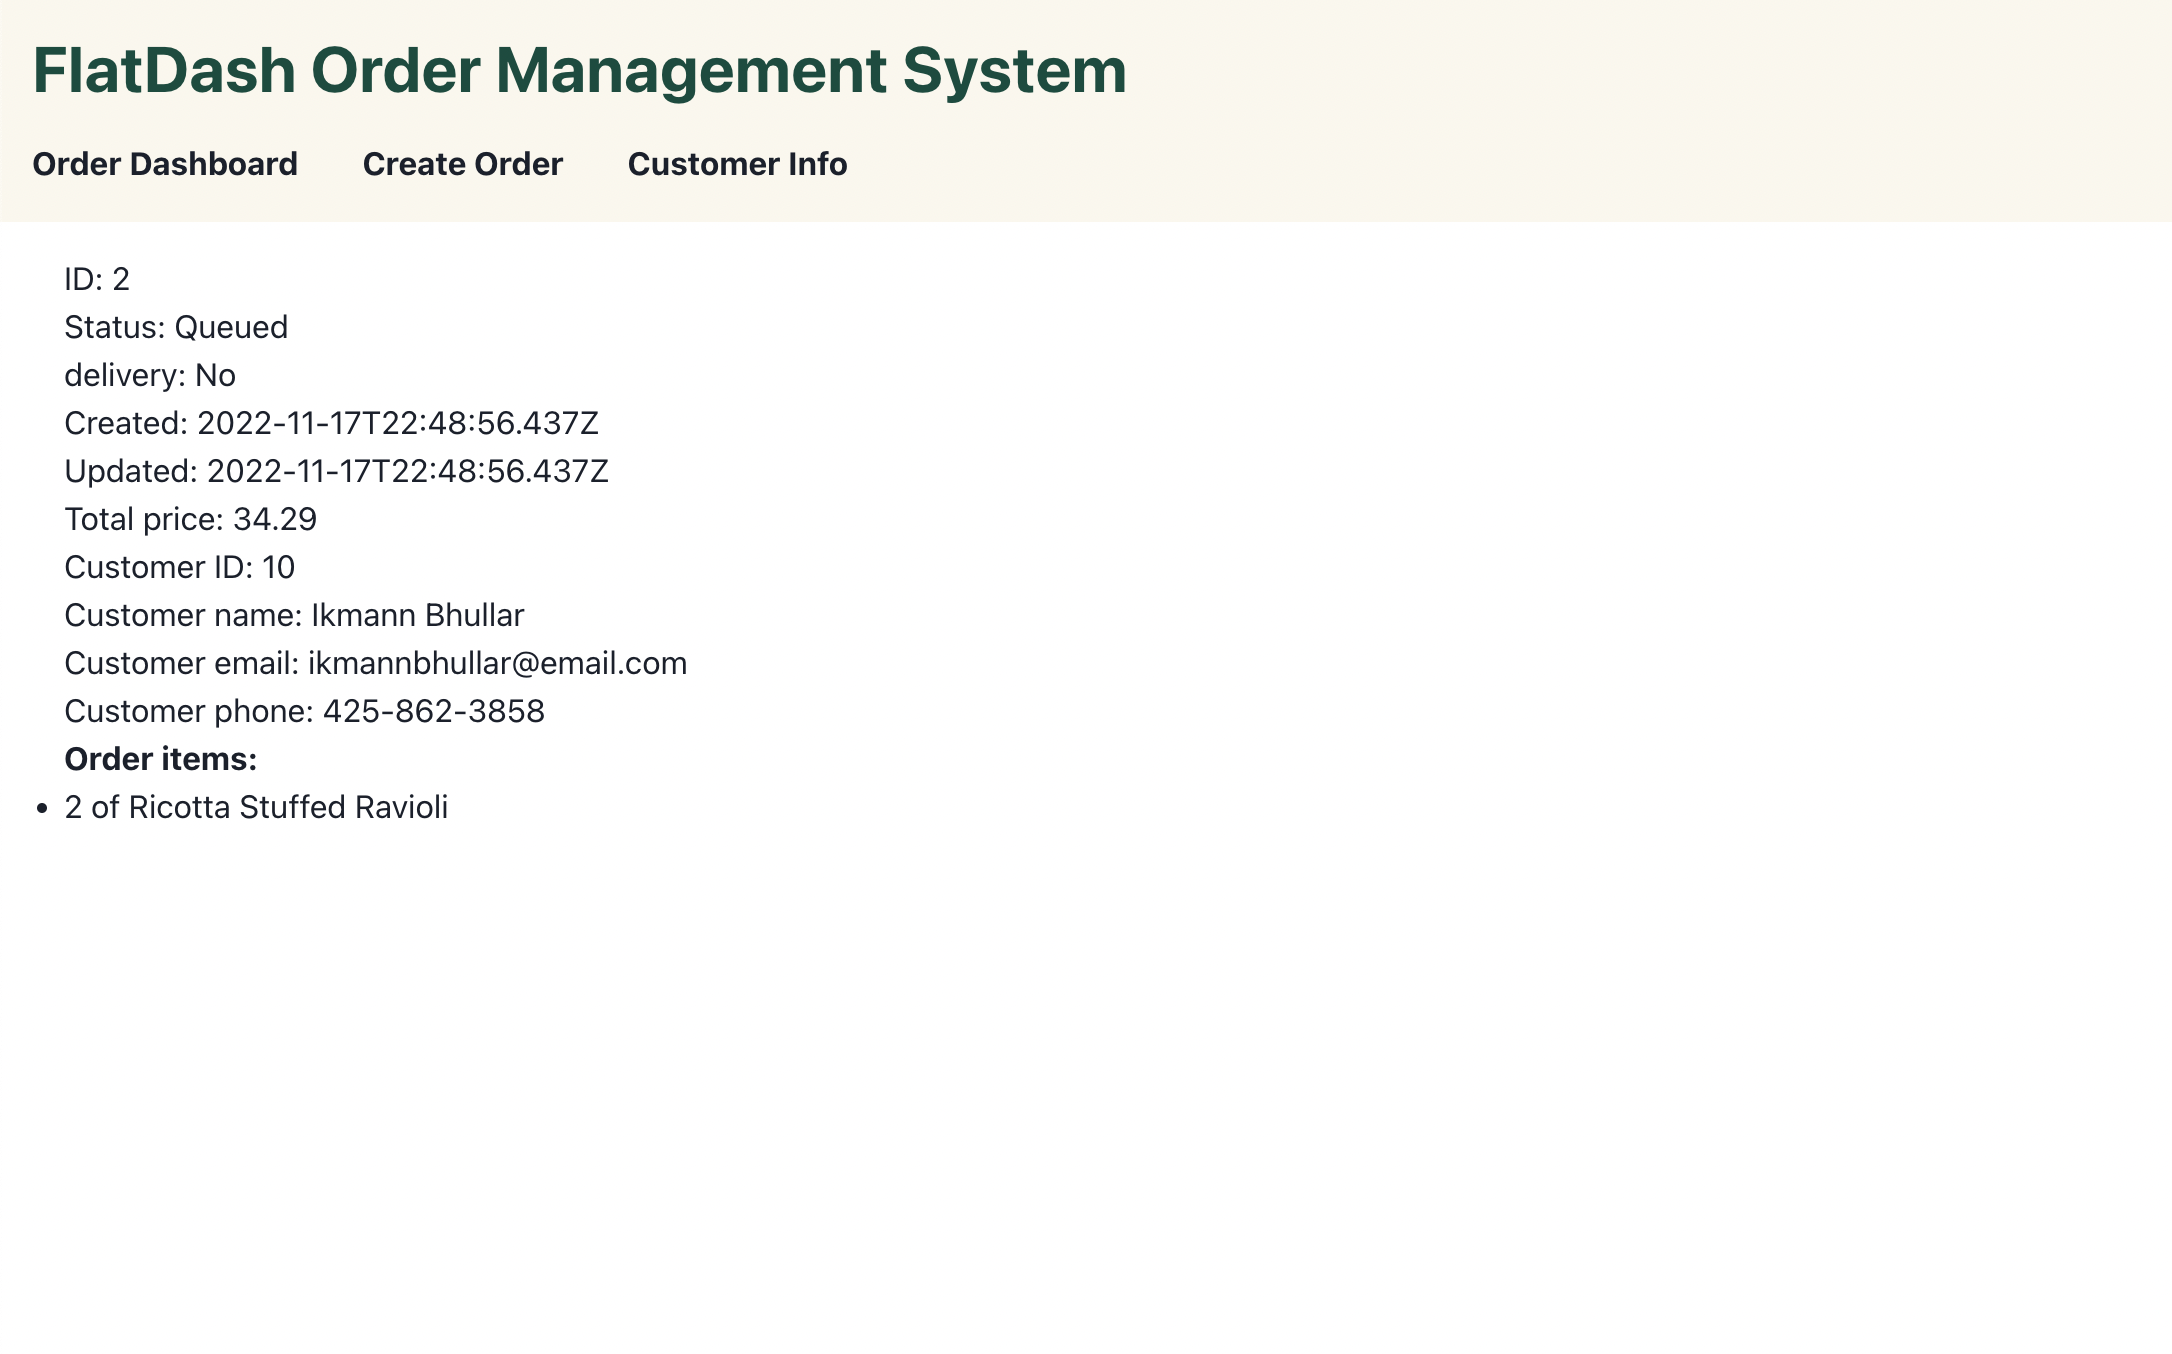 FlatDash Order Management System
Order Dashboard Create Order Customer Info
ID: 2
Status: Queued
delivery: No
Created: 2022-11-17T22:48:56.437Z
Updated: 2022-11-17T22:48:56.437Z
Total price: 34.29
Customer ID: 10
Customer name: Ikmann Bhullar
Customer email: ikmannbhullar@email.com
Customer phone: 425-862-3858
Order items:
• 2 of Ricotta Stuffed Ravioli